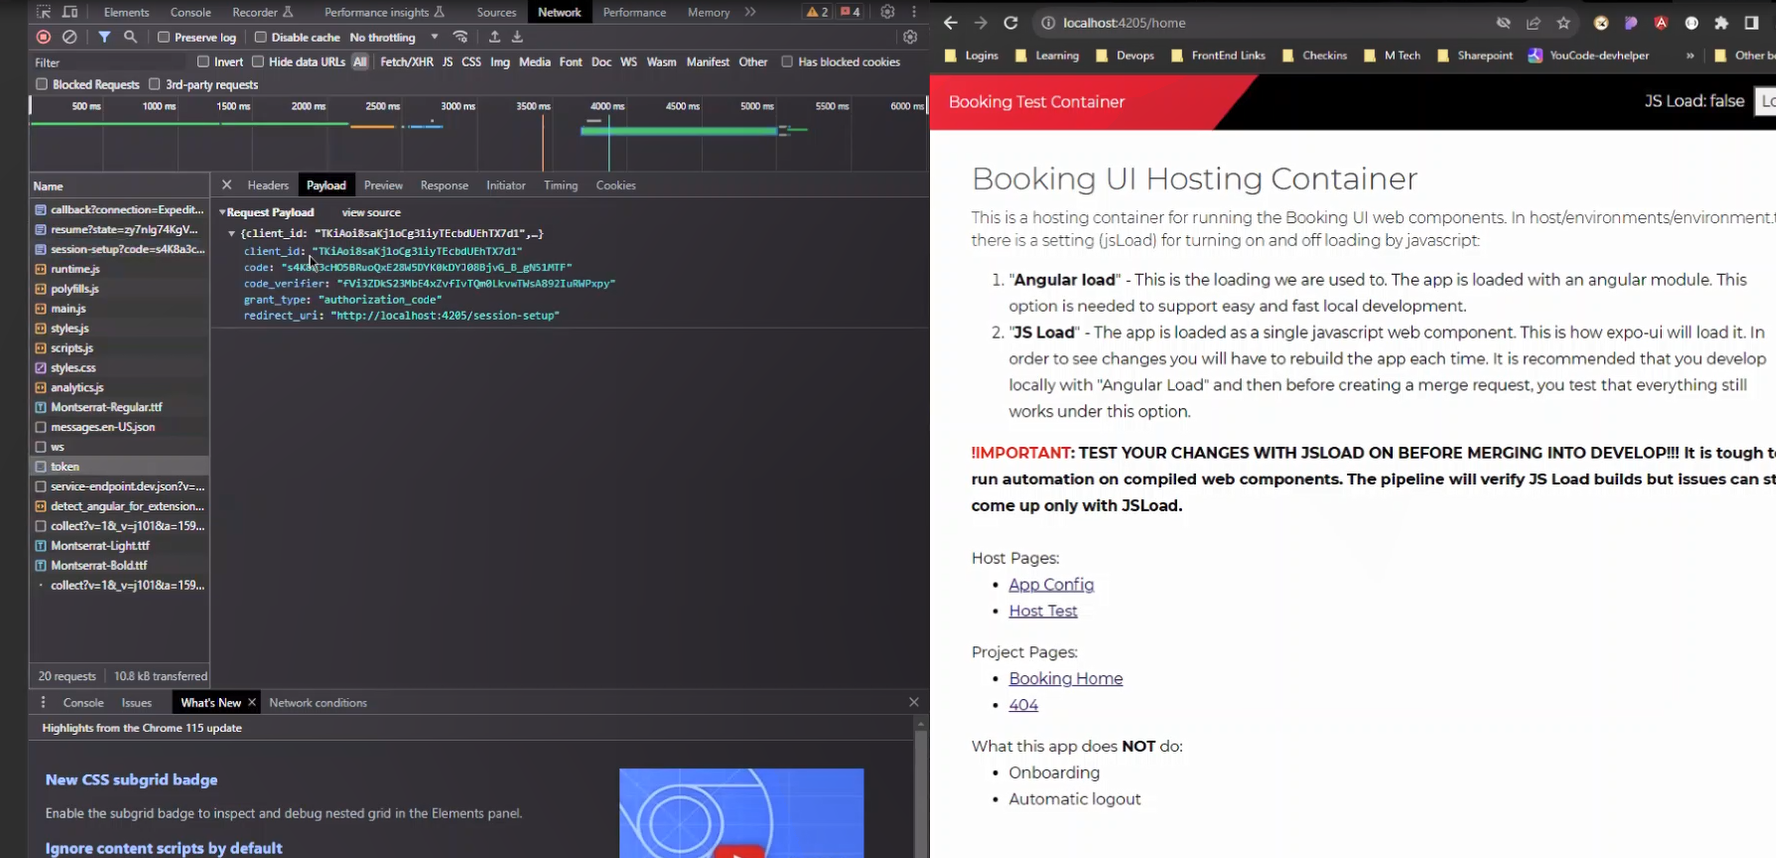 Elements Console Recorder Performance insights Sources Network Performance Memory >> 2 4
Preserve log Disable cache No throttling
Filter Invert Hide data URLs All Fetch/XHR JS CSS Img Media Font Doc WS Wasm Manifest Other Has blocked cookies
Blocked Requests 3rd-party requests
500 ms 1000 ms 1500 ms 2000 ms 2500 ms 3000 ms 3500 ms 4000 ms 4500 ms 5000 ms 5500 ms 6000 ms
Name
callback?connection=Expedit...
resume?state=zy7nIg74KgV...
session-setup?code=s4K8a3c...
runtime.js
polyfills.js
main.js
styles.js
scripts.js
styles.css
analytics.js
Montserrat-Regular.ttf
messages.en-US.json
ws
token
service-endpoint.dev.json?v=...
detect_angular_for_extension...
collect?v=1&_v=j101&a=159...
Montserrat-Light.ttf
Montserrat-Bold.ttf
collect?v=1&_v=j101&a=159...
20 requests 10.8 kB transferred
Headers Payload Preview Response Initiator Timing Cookies
Request Payload view source
{client_id: "TKiAoi8saKj1oCg31iyTEcbdUEhTX7d1",…}
client_id: "TKiAoi8saKj1oCg31iyTEcbdUEhTX7d1"
code:
code_verifier: "fVi3ZDkS23MbE4xZvfIvTQm0LkvwTWsA892IuRWPxpy"
grant_type: "authorization_code"
redirect_uri: "http://localhost:4205/session-setup"
Console Issues What's New Network conditions
Highlights from the Chrome 115 update
New CSS subgrid badge
Enable the subgrid badge to inspect and debug nested grid in the Elements panel.
Ignore content scripts by default
localhost:4205/home
Logins Learning Devops FrontEnd Links Checkins M Tech Sharepoint YouCode-devhelper >> Other b
Booking Test Container JS Load: false Lo
Booking UI Hosting Container
This is a hosting container for running the Booking UI web components. In host/environments/environment.t
there is a setting (jsLoad) for turning on and off loading by javascript:
1. "Angular load" - This is the loading we are used to. The app is loaded with an angular module. This
option is needed to support easy and fast local development.
2. "JS Load" - The app is loaded as a single javascript web component. This is how expo-ui will load it. In
order to see changes you will have to rebuild the app each time. It is recommended that you develop
locally with "Angular Load" and then before creating a merge request, you test that everything still
works under this option.
!IMPORTANT: TEST YOUR CHANGES WITH JSLOAD ON BEFORE MERGING INTO DEVELOP!!! It is tough t
run automation on compiled web components. The pipeline will verify JS Load builds but issues can st
come up only with JSLoad.
Host Pages:
• App Config
• Host Test
Project Pages:
• Booking Home
• 404
What this app does NOT do:
• Onboarding
• Automatic logout